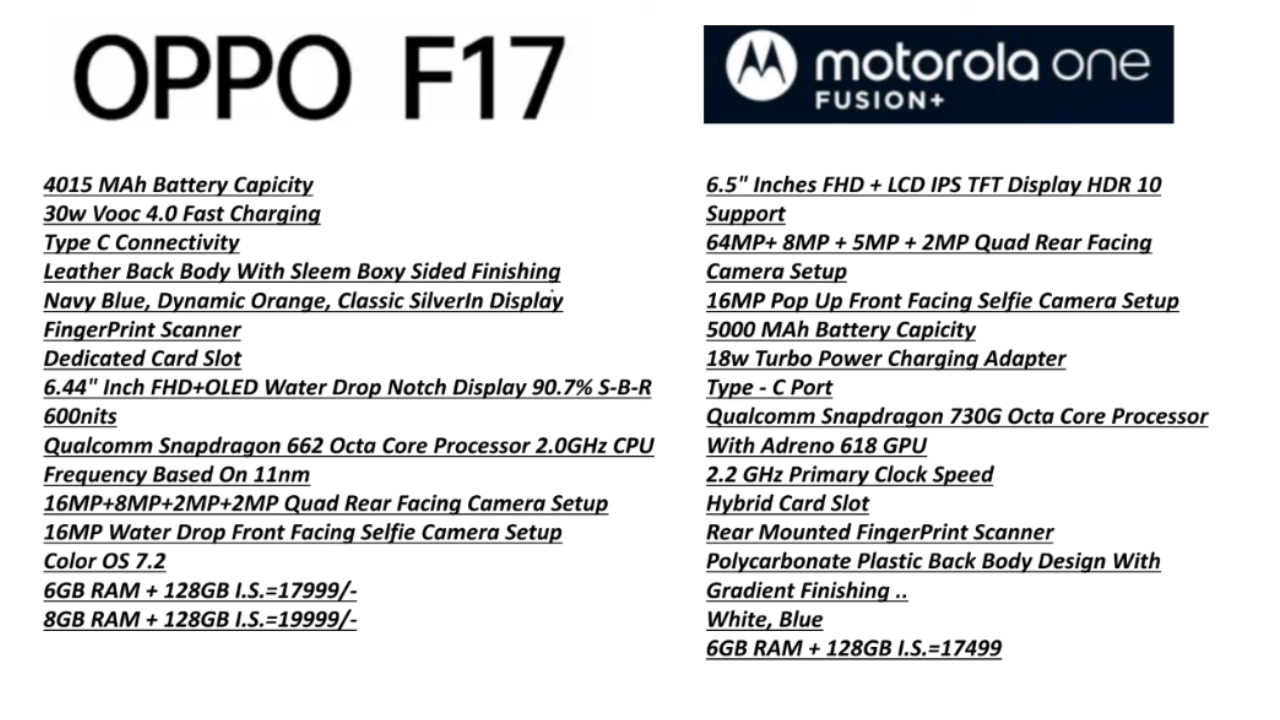 OPPO F17
4015 MAh Battery Capicity
30w Vooc 4.0 Fast Charging
Type C Connectivity
Leather Back Body With Sleem Boxy Sided Finishing
Navy Blue, Dynamic Orange, Classic SilverIn Display
FingerPrint Scanner
Dedicated Card Slot
6.44" Inch FHD+OLED Water Drop Notch Display 90.7% S-B-R
600nits
Qualcomm Snapdragon 662 Octa Core Processor 2.0GHz CPU
Frequency Based On 11nm
16MP+8MP+2MP+2MP Quad Rear Facing Camera Setup
16MP Water Drop Front Facing Selfie Camera Setup
Color OS 7.2
6GB RAM + 128GB I.S.=17999/-
8GB RAM + 128GB I.S.=19999/-
motorola one
FUSION+
6.5" Inches FHD + LCD IPS TFT Display HDR 10
Support
64MP+ 8MP + 5MP + 2MP Quad Rear Facing
Camera Setup
16MP Pop Up Front Facing Selfie Camera Setup
5000 MAh Battery Capicity
18w Turbo Power Charging Adapter
Type - C Port
Qualcomm Snapdragon 730G Octa Core Processor
With Adreno 618 GPU
2.2 GHz Primary Clock Speed
Hybrid Card Slot
Rear Mounted FingerPrint Scanner
Polycarbonate Plastic Back Body Design With
Gradient Finishing ..
White, Blue
6GB RAM + 128GB I.S.=17499